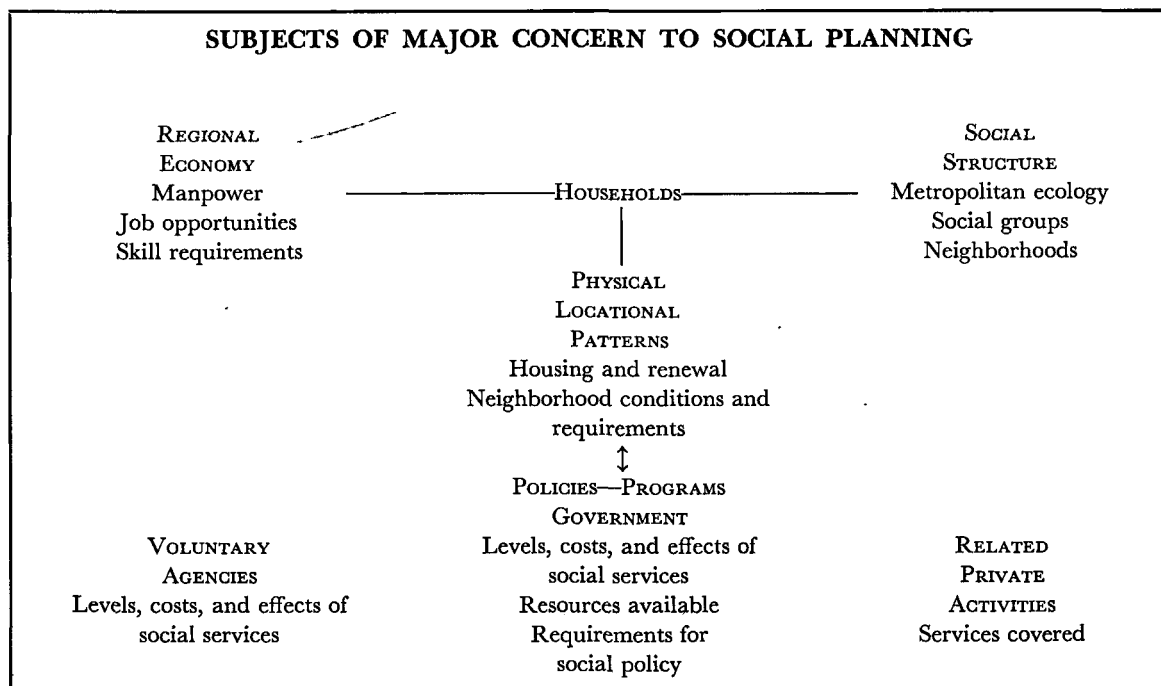 SUBJECTS OF MAJOR CONCERN TO SOCIAL PLANNING
REGIONAL
ECONOMY
Manpower
Job opportunities
Skill requirements
HOUSEHOLDS
SOCIAL
STRUCTURE
Metropolitan ecology
Social groups
Neighborhoods
PHYSICAL
LOCATIONAL
PATTERNS
Housing and renewal
Neighborhood conditions and
requirements
↕
POLICIES—PROGRAMS
GOVERNMENT
Levels, costs, and effects of
social services
Resources available
Requirements for
social policy
VOLUNTARY
AGENCIES
Levels, costs, and effects of
social services
RELATED
PRIVATE
ACTIVITIES
Services covered